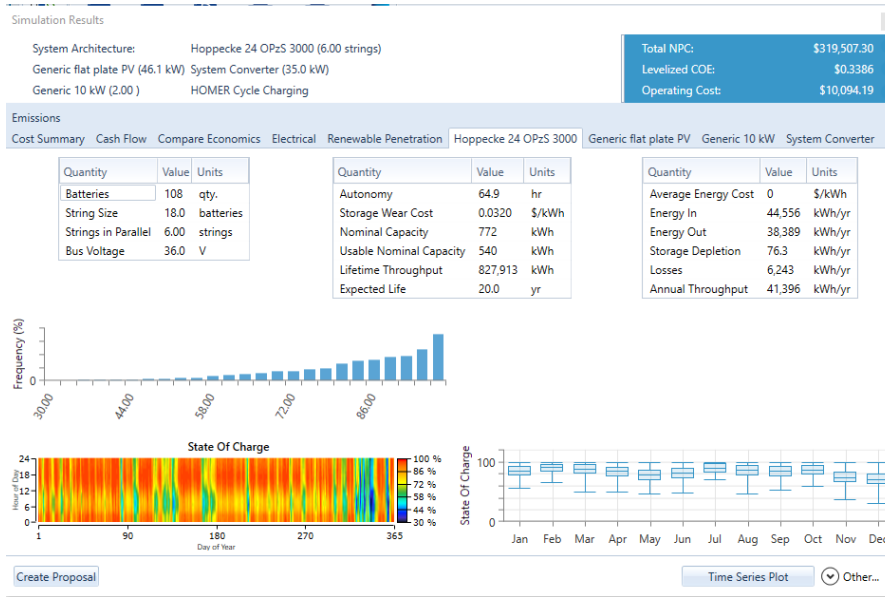 Simulation Results
System Architecture: Hoppecke 24 OPzS 3000 (6.00 strings)
Generic flat plate PV (46.1 kW) System Converter (35.0 kW)
Generic 10 kW (2.00 ) HOMER Cycle Charging
Total NPC: $319,507.30
Levelized COE: $0.3386
Operating Cost: $10,094.19
Emissions
Cost Summary Cash Flow Compare Economics Electrical Renewable Penetration Hoppecke 24 OPzS 3000 Generic flat plate PV Generic 10 kW System Converter
Quantity Value Units
Batteries 108 qty.
String Size 18.0 batteries
Strings in Parallel 6.00 strings
Bus Voltage 36.0 V
Quantity Value Units
Autonomy 64.9 hr
Storage Wear Cost 0.0320 $/kWh
Nominal Capacity 772 kWh
Usable Nominal Capacity 540 kWh
Lifetime Throughput 827,913 kWh
Expected Life 20.0 yr
Quantity Value Units
Average Energy Cost 0 $/kWh
Energy In 44,556 kWh/yr
Energy Out 38,389 kWh/yr
Storage Depletion 76.3 kWh/yr
Losses 6,243 kWh/yr
Annual Throughput 41,396 kWh/yr
Frequency (%)
0
30.00 44.00 58.00 72.00 86.00
State Of Charge
Hour of Day
24
18
12
6
0
1 90 180 270 365
Day of Year
100 %
86 %
72 %
58 %
44 %
30 %
State Of Charge
100
0
Jan Feb Mar Apr May Jun Jul Aug Sep Oct Nov Dec
Create Proposal Time Series Plot Other...